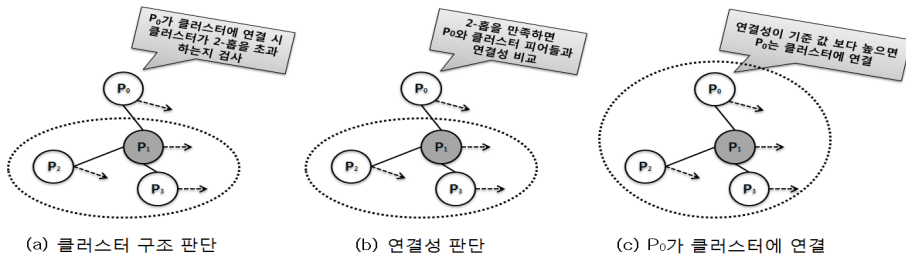 P₀가 클러스터에 연결 시
클러스터가 2-홉을 초과
하는지 검사
P₀
P₁
P₂
P₃
(a) 클러스터 구조 판단
2-홉을 만족하면
P₀와 클러스터 피어들과
연결성 비교
P₀
P₁
P₂
P₃
(b) 연결성 판단
연결성이 기준 값 보다 높으면
P₀는 클러스터에 연결
P₀
P₁
P₂
P₃
(c) P₀가 클러스터에 연결